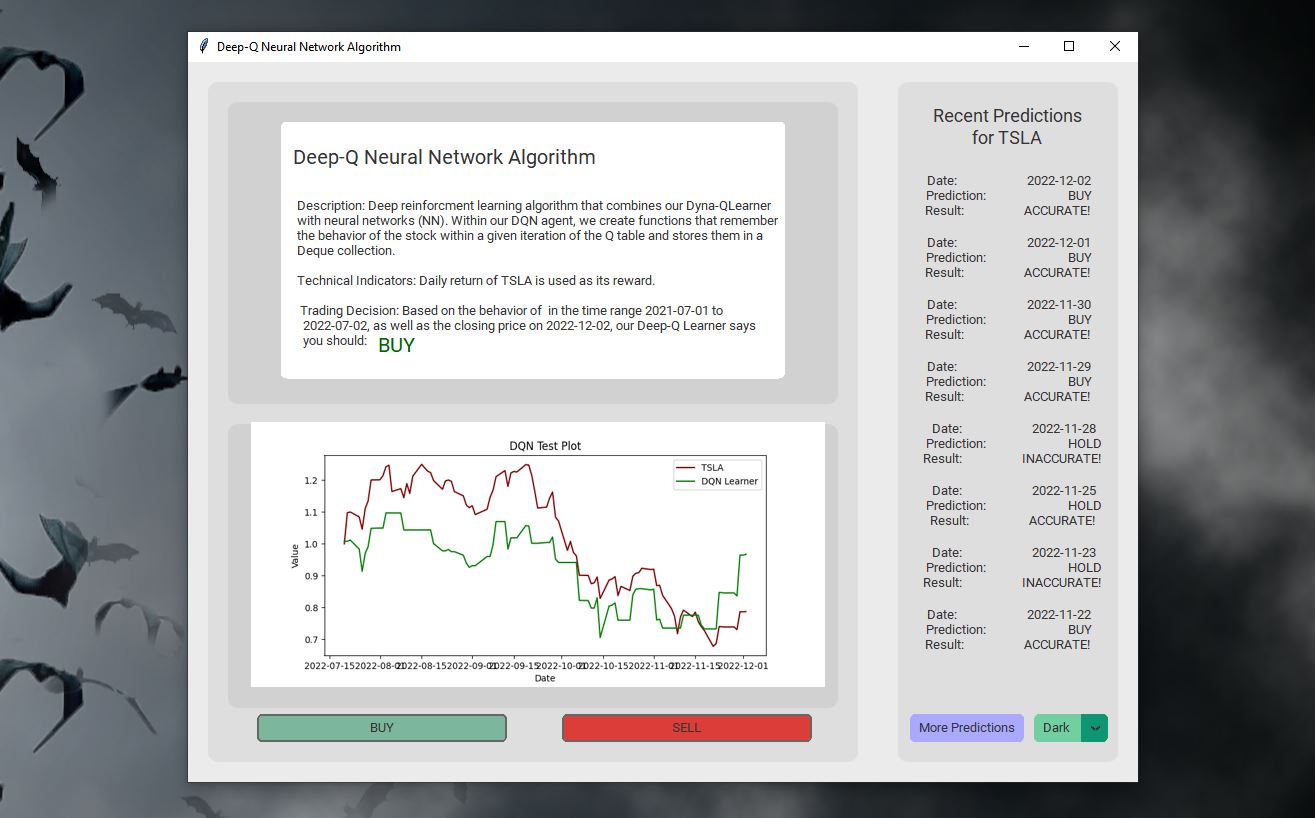 Deep-Q Neural Network Algorithm
Deep-Q Neural Network Algorithm
Description: Deep reinforcment learning algorithm that combines our Dyna-QLearner
with neural networks (NN). Within our DQN agent, we create functions that remember
the behavior of the stock within a given iteration of the Q table and stores them in a
Deque collection.
Technical Indicators: Daily return of TSLA is used as its reward.
Trading Decision: Based on the behavior of  in the time range 2021-07-01 to
2022-07-02, as well as the closing price on 2022-12-02, our Deep-Q Learner says
you should: BUY
DQN Test Plot
TSLA
DQN Learner
1.2
1.1
1.0
0.9
0.8
0.7
Value
2022-07-15 2022-08-01 2022-08-15 2022-09-01 2022-09-15 2022-10-01 2022-10-15 2022-11-01 2022-11-15 2022-12-01
Date
BUY SELL
Recent Predictions
for TSLA
Date: 2022-12-02
Prediction: BUY
Result: ACCURATE!
Date: 2022-12-01
Prediction: BUY
Result: ACCURATE!
Date: 2022-11-30
Prediction: BUY
Result: ACCURATE!
Date: 2022-11-29
Prediction: BUY
Result: ACCURATE!
Date: 2022-11-28
Prediction: HOLD
Result: INACCURATE!
Date: 2022-11-25
Prediction: HOLD
Result: ACCURATE!
Date: 2022-11-23
Prediction: HOLD
Result: INACCURATE!
Date: 2022-11-22
Prediction: BUY
Result: ACCURATE!
More Predictions Dark